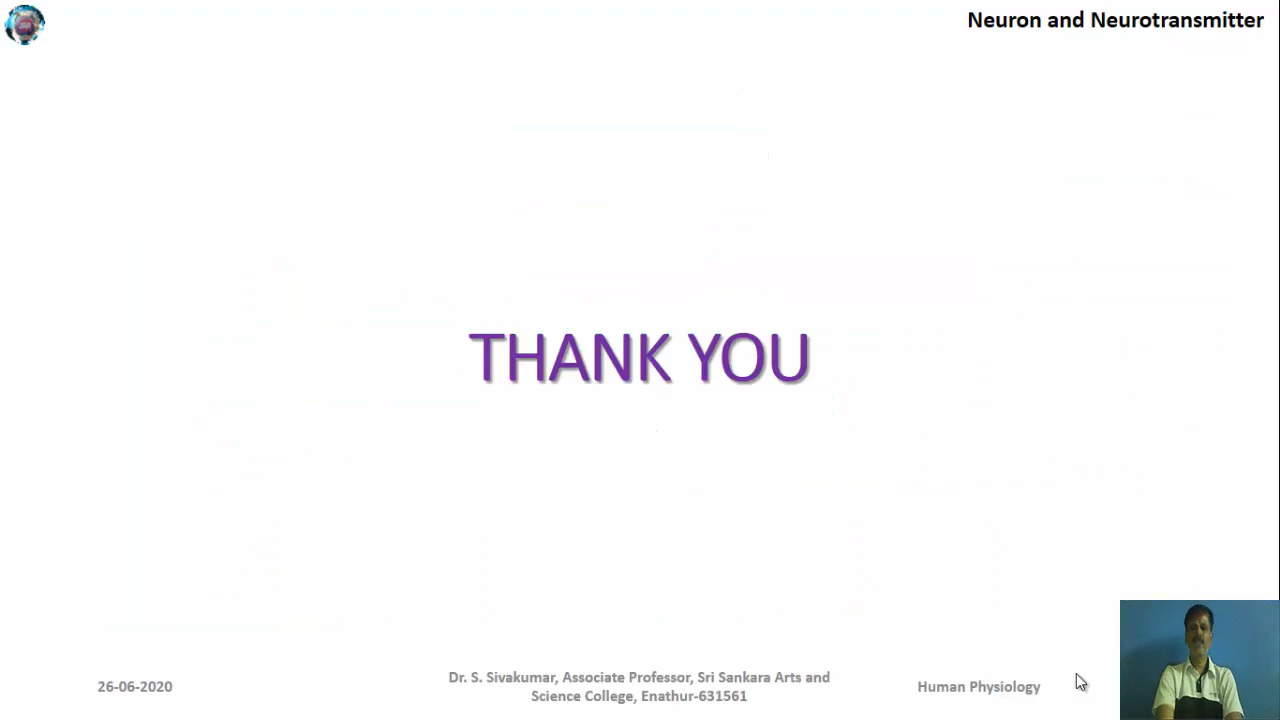 Neuron and Neurotransmitter
THANK YOU
26-06-2020
Dr. S. Sivakumar, Associate Professor, Sri Sankara Arts and
Science College, Enathur-631561
Human Physiology